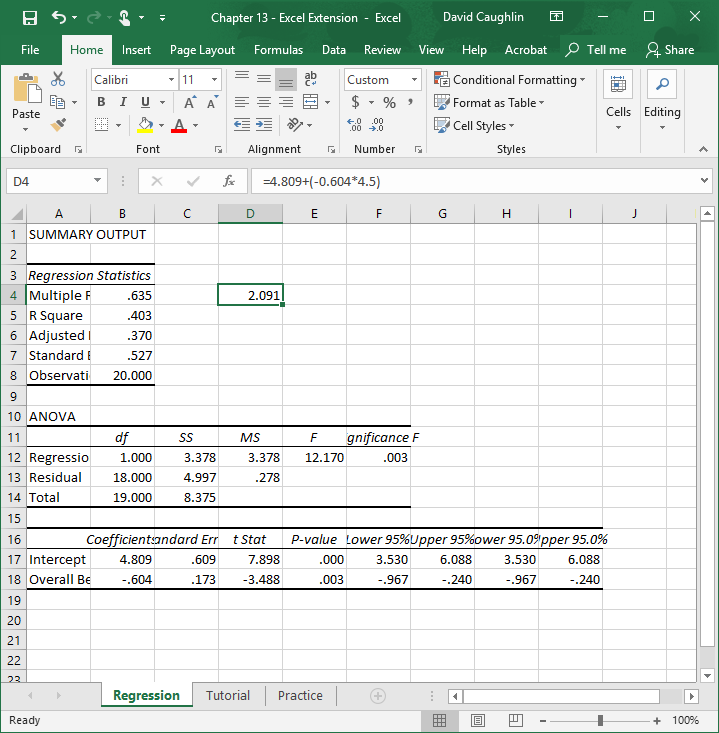 Chapter 13 - Excel Extension - Excel David Caughlin
File Home Insert Page Layout Formulas Data Review View Help Acrobat Tell me Share
Paste
Calibri 11
B I U A A
A
ab
Custom
$ % ,
Conditional Formatting
Format as Table
Cell Styles
Cells Editing
Clipboard Font Alignment Number Styles
D4 fx =4.809+(-0.604*4.5)
A B C D E F G H I J
1 SUMMARY OUTPUT
2
3 Regression Statistics
4 Multiple R .635 2.091
5 R Square .403
6 Adjusted .370
7 Standard E .527
8 Observati 20.000
9
10 ANOVA
11 df SS MS F gnificance F
12 Regressio 1.000 3.378 3.378 12.170 .003
13 Residual 18.000 4.997 .278
14 Total 19.000 8.375
15
16 Coefficients andard Err t Stat P-value Lower 95% Upper 95% ower 95.0% pper 95.0%
17 Intercept 4.809 .609 7.898 .000 3.530 6.088 3.530 6.088
18 Overall Be -.604 .173 -3.488 .003 -.967 -.240 -.967 -.240
19
20
21
22
23
Regression Tutorial Practice
Ready 100%